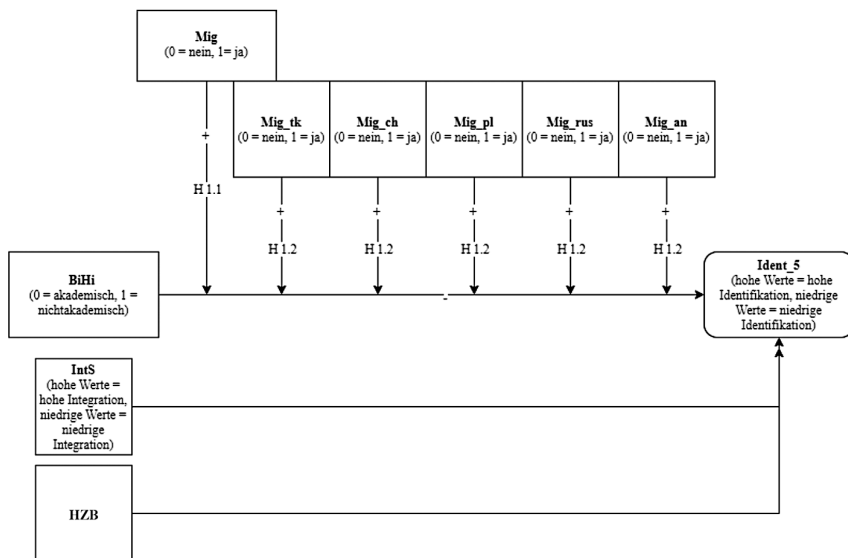 Mig
(0 = nein, 1= ja)
Mig_tk
(0 = nein, 1 = ja)
Mig_ch
(0 = nein, 1 = ja)
Mig_pl
(0 = nein, 1 = ja)
Mig_rus
(0 = nein, 1 = ja)
Mig_an
(0 = nein, 1 = ja)
+
H 1.1
+
H 1.2
+
H 1.2
+
H 1.2
+
H 1.2
+
H 1.2
BiHi
(0 = akademisch, 1 =
nichtakademisch)
-
Ident_5
(hohe Werte = hohe
Identifikation, niedrige
Werte = niedrige
Identifikation)
IntS
(hohe Werte =
hohe Integration,
niedrige Werte =
niedrige
Integration)
HZB